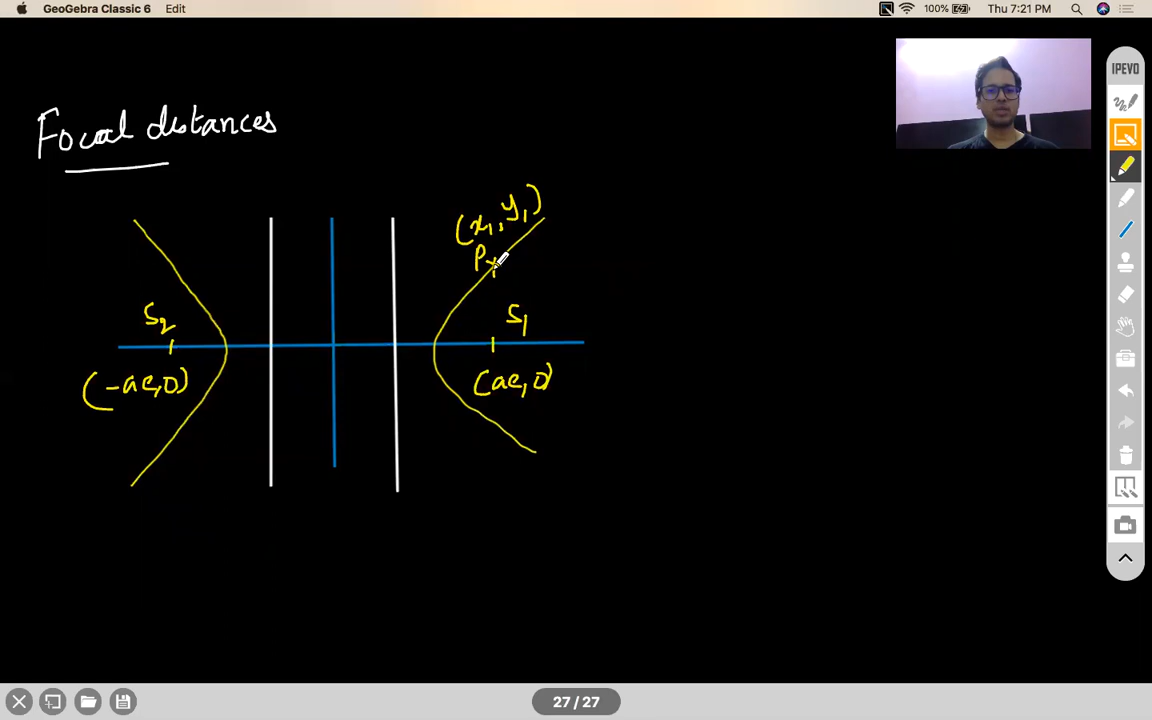 GeoGebra Classic 6 Edit
100% Thu 7:21 PM
IPEVO
Focal distances
(x₁, y₁)
P
S₂
S₁
(-ae, 0)
(ae, 0)
27 / 27